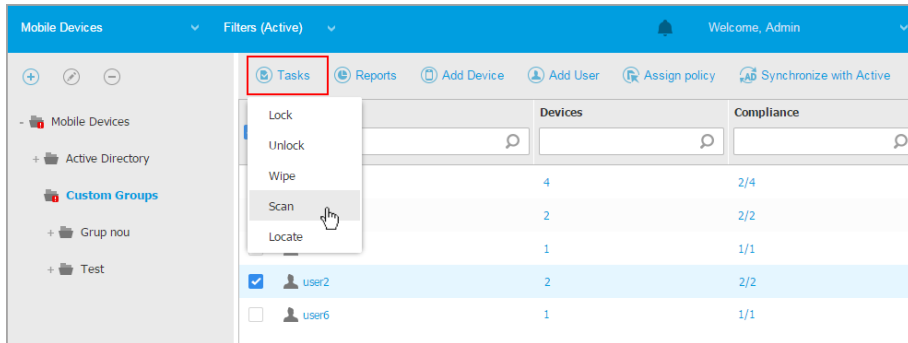 Mobile Devices Filters (Active) Welcome, Admin
Tasks Reports Add Device Add User Assign policy Synchronize with Active
Mobile Devices
Active Directory
Custom Groups
Grup nou
Test
Lock
Unlock
Wipe
Scan
Locate
Devices Compliance
4 2/4
2 2/2
1 1/1
user2 2 2/2
user6 1 1/1